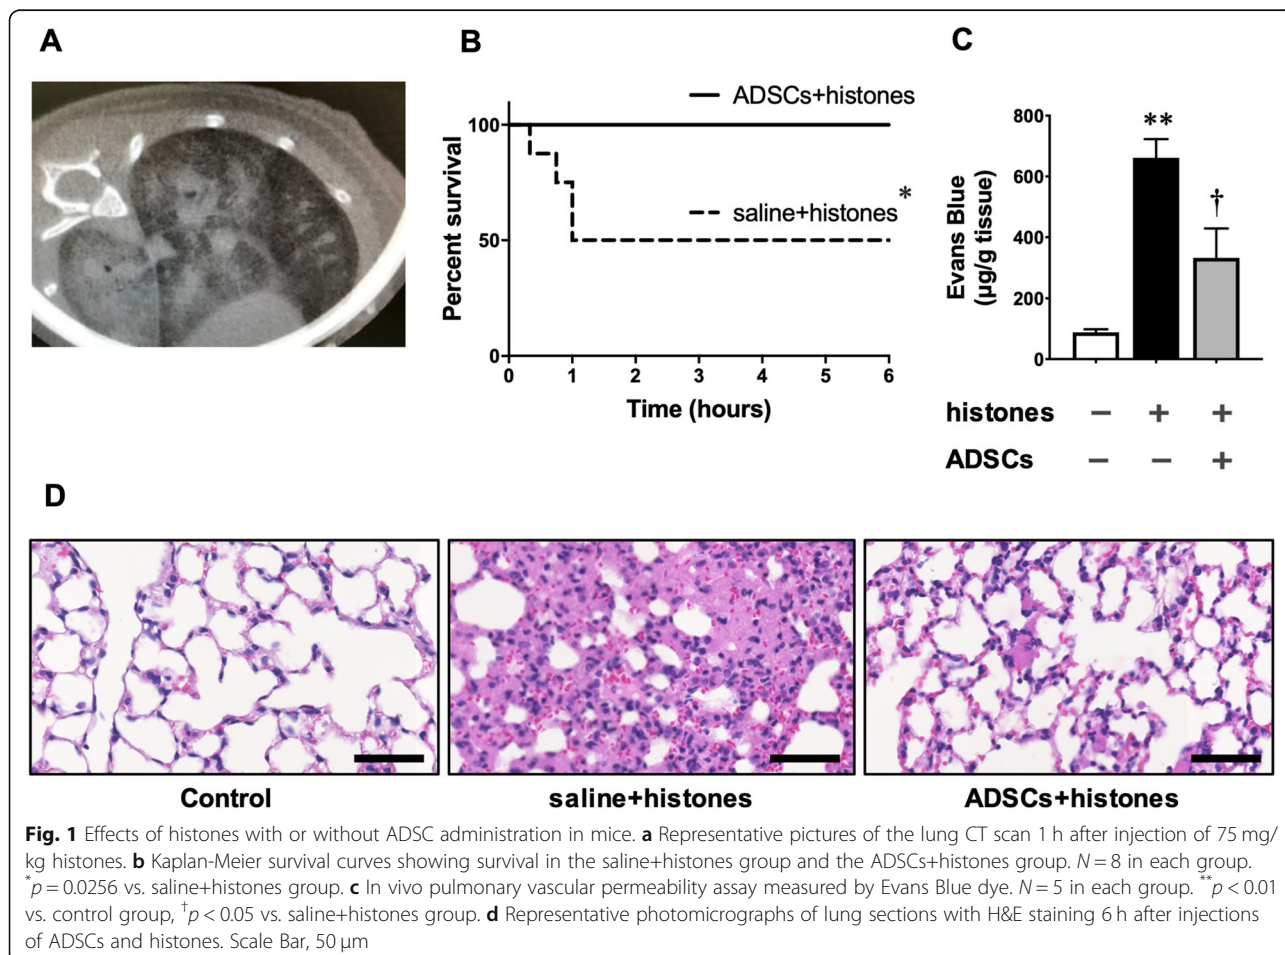 A
B
ADSCs+histones
saline+histones*
100
50
0
Percent survival
0 1 2 3 4 5 6
Time (hours)
C
800
600
400
200
0
Evans Blue
(µg/g tissue)
**
†
histones − + +
ADSCs − − +
D
Control saline+histones ADSCs+histones
Fig. 1 Effects of histones with or without ADSC administration in mice. a Representative pictures of the lung CT scan 1 h after injection of 75 mg/
kg histones. b Kaplan-Meier survival curves showing survival in the saline+histones group and the ADSCs+histones group. N = 8 in each group.
*p = 0.0256 vs. saline+histones group. c In vivo pulmonary vascular permeability assay measured by Evans Blue dye. N = 5 in each group. **p < 0.01
vs. control group, †p < 0.05 vs. saline+histones group. d Representative photomicrographs of lung sections with H&E staining 6 h after injections
of ADSCs and histones. Scale Bar, 50 µm